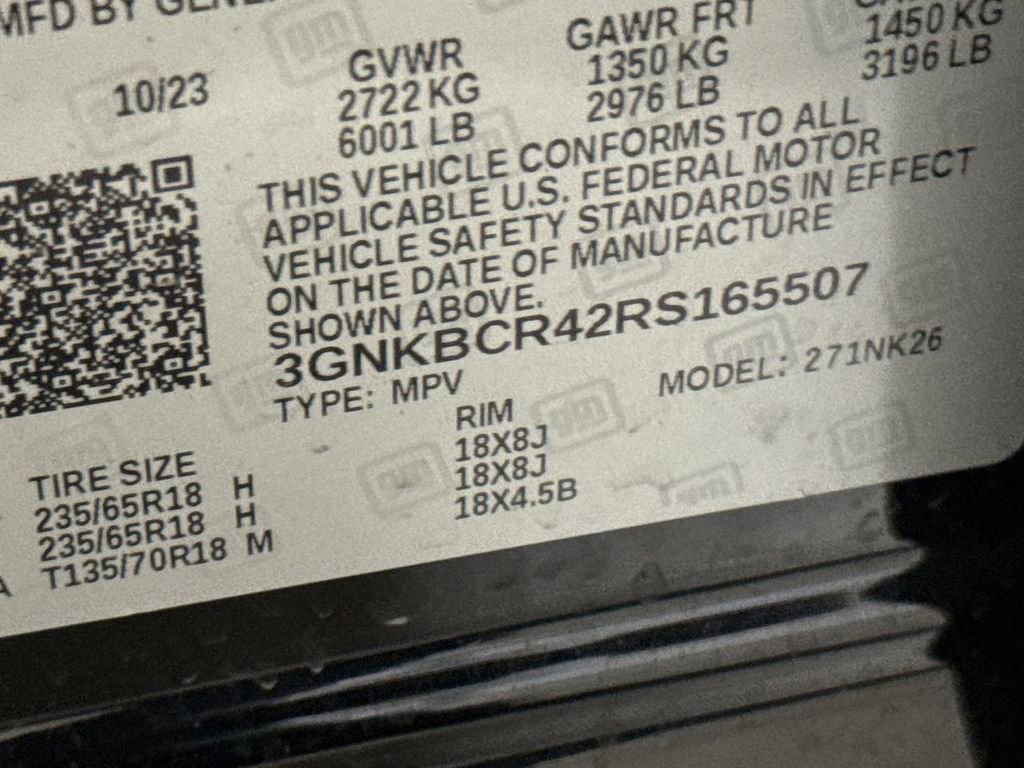 MFD BY
10/23
GVWR
2722 KG
6001 LB
GAWR FRT
1350 KG
2976 LB
1450 KG
3196 LB
THIS VEHICLE CONFORMS TO ALL
APPLICABLE U.S. FEDERAL MOTOR
VEHICLE SAFETY STANDARDS IN EFFECT
ON THE DATE OF MANUFACTURE
SHOWN ABOVE.
3GNKBCR42RS165507
TYPE: MPV
MODEL: 271NK26
TIRE SIZE
RIM
235/65R18 H
18X8J
235/65R18 H
18X8J
T135/70R18 M
18X4.5B